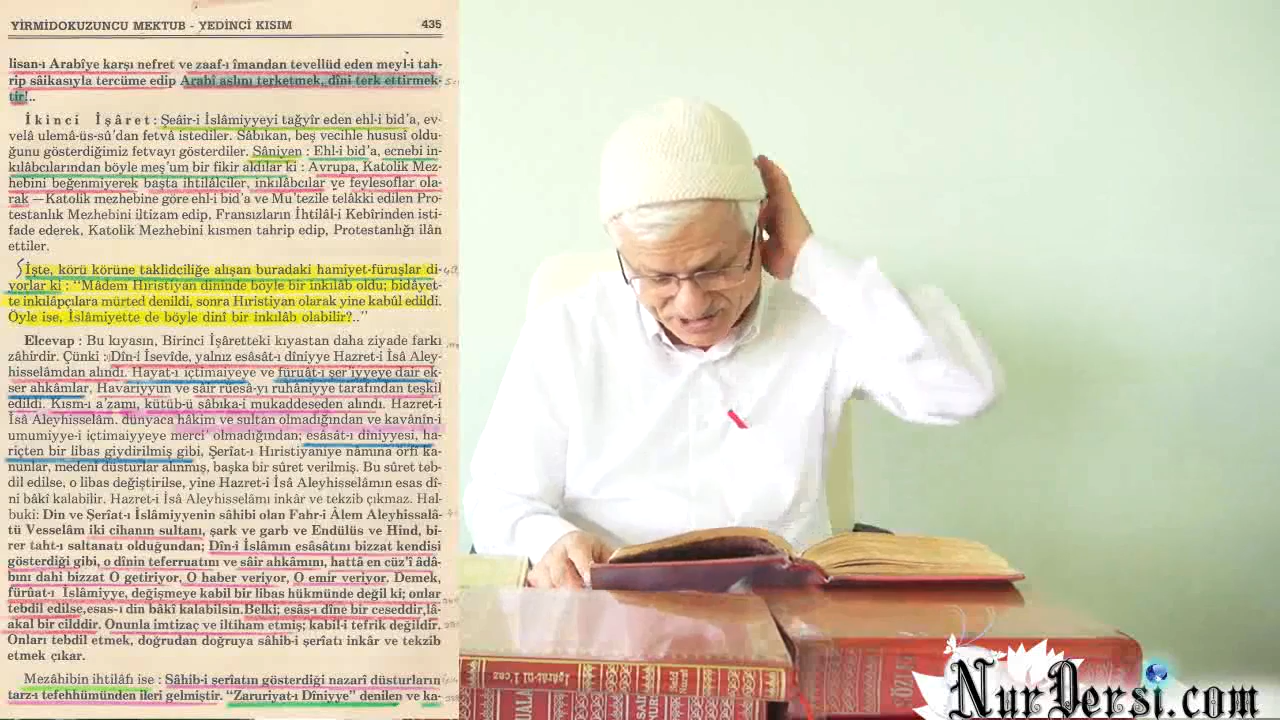 YİRMİDOKUZUNCU MEKTUB - YEDİNCİ KISIM 435
lisan-ı Arabîye karşı nefret ve zaaf-ı îmandan tevellüd eden meyl-i tah-
rip sâikasıyla tercüme edip Arabî aslını terketmek, dîni terk ettirmek-
tir!..
İkinci İşâret: Şeâir-i İslâmiyyeyi tağyîr eden ehl-i bid'a, ev-
velâ ulemâ-üs-sû'dan fetvâ istediler. Sâbıkan, beş vecihle hususî oldu-
ğunu gösterdiğimiz fetvayı gösterdiler. Sâniyen : Ehl-i bid'a, ecnebi in-
kılâbcılarından böyle meş'um bir fikir aldılar ki : Avrupa, Katolik Mez-
hebini beğenmiyerek başta ihtilâlciler, inkılâbcılar ve feylesoflar ola-
rak —Katolik mezhebine göre ehl-i bid'a ve Mu'tezile telâkki edilen Pro-
testanlık Mezhebini iltizam edip, Fransızların İhtilâl-i Kebîrinden isti-
fade ederek, Katolik Mezhebini kısmen tahrip edip, Protestanlığı ilân
ettiler.
İşte, körü körüne taklidciliğe alışan buradaki hamiyet-füruşlar di-
yorlar ki : "Mâdem Hıristiyan dîninde böyle bir inkılâb oldu; bidâyet-
te inkılâpçılara mürted denildi, sonra Hıristiyan olarak yine kabûl edildi.
Öyle ise, İslâmiyette de böyle dînî bir inkılâb olabilir?.."
Elcevap : Bu kıyasın, Birinci İşâretteki kıyastan daha ziyade farkı
zâhirdir. Çünki : Dîn-i İsevîde, yalnız esâsât-ı dîniyye Hazret-i İsâ Aley-
hisselâmdan alındı. Hayat-ı içtimaiyeye ve fürûât-ı şer'iyyeye dair ek-
ser ahkâmlar, Havâriyyun ve sâir rüesâ-yı ruhâniyye tarafından teşkil
edildi. Kısm-ı a'zamı, kütüb-ü sâbıka-i mukaddeseden alındı. Hazret-i
İsâ Aleyhisselâm, dünyaca hâkim ve sultan olmadığından ve kavânîn-i
umumiyye-i içtimaiyyeye merci' olmadığından; esâsât-ı dîniyyesi, ha-
riçten bir libas giydirilmiş gibi, Şerîat-ı Hıristiyaniye nâmına örfî ka-
nunlar, medenî düsturlar alınmış, başka bir sûret verilmiş. Bu sûret teb-
dil edilse, o libas değiştirilse, yine Hazret-i İsâ Aleyhisselâmın esas dî-
ni bâkî kalabilir. Hazret-i İsâ Aleyhisselâmı inkâr ve tekzib çıkmaz. Hal-
buki: Din ve Şerîat-ı İslâmiyyenin sâhibi olan Fahr-i Âlem Aleyhissalâ-
tü Vesselâm iki cihanın sultanı, şark ve garb ve Endülüs ve Hind, bi-
rer taht-ı saltanatı olduğundan; Dîn-i İslâmın esâsâtını bizzat kendisi
gösterdiği gibi, o dînin teferruatını ve sâir ahkâmını, hattâ en cüz'î âdâ-
bını dahi bizzat O getiriyor, O haber veriyor, O emir veriyor. Demek,
fürûat-ı İslâmiyye, değişmeye kabil bir libas hükmünde değil ki; onlar
tebdil edilse, esas-ı din bâkî kalabilsin. Belki; esâs-ı dîne bir ceseddir, lâ-
akal bir cilddir. Onunla imtizaç ve iltiham etmiş; kabil-i tefrik değildir.
Onları tebdil etmek, doğrudan doğruya sâhib-i şerîatı inkâr ve tekzib
etmek çıkar.
Mezâhibin ihtilâfı ise : Sâhib-i şerîatın gösterdiği nazarî düsturların
tarz-ı tefehhümünden ileri gelmiştir. "Zaruriyat-ı Dîniyye" denilen ve ka-
NurDersi.com